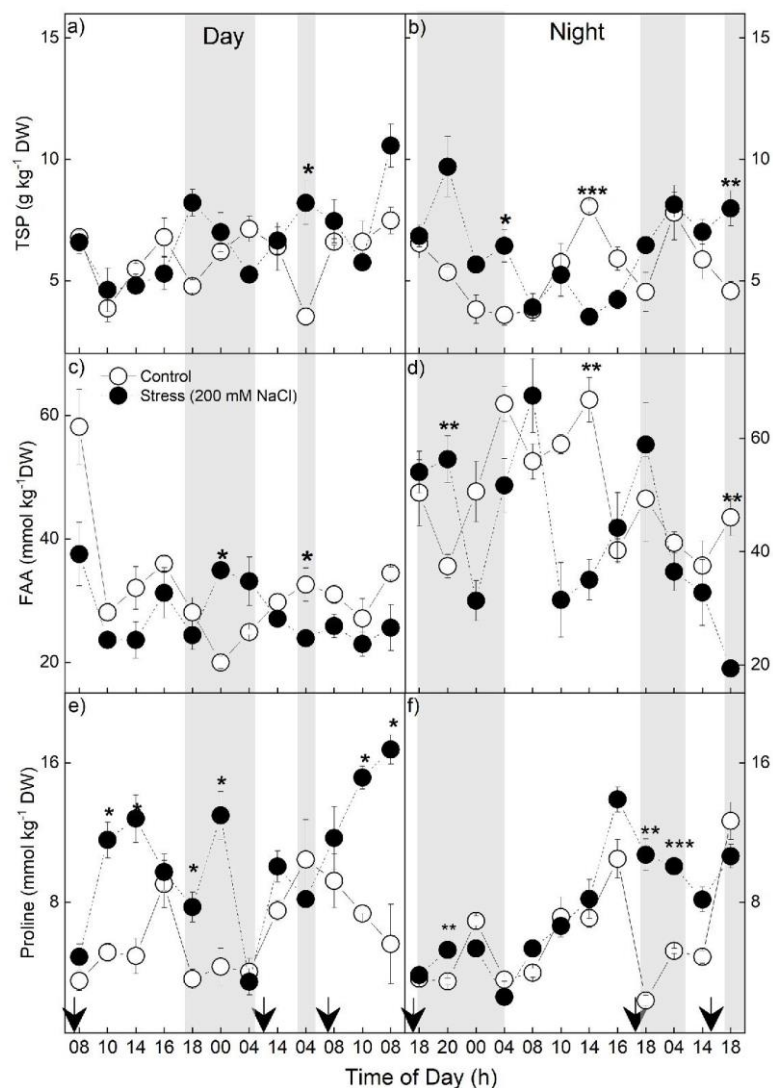 a) Day b) Night
15 15
10 10
5 5
TSP (g kg⁻¹ DW)
* * *** **
c) d)
Control
Stress (200 mM NaCl)
60 60
40 40
20 20
FAA (mmol kg⁻¹DW)
* * ** ** **
e) f)
16 16
8 8
Proline (mmol kg⁻¹ DW)
* * * * * * ** ** ***
08 10 14 16 18 00 04 14 04 08 10 08 18 20 00 04 08 10 14 16 18 04 14 18
Time of Day (h)